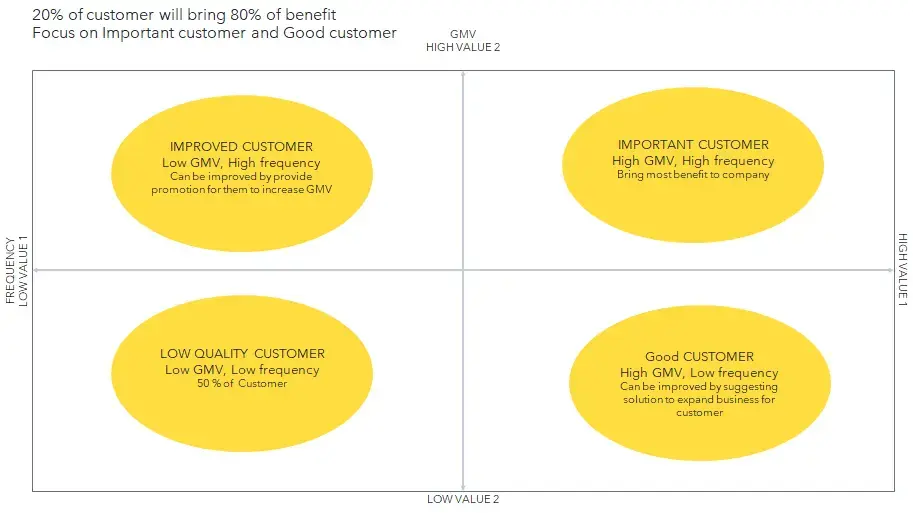 20% of customer will bring 80% of benefit
Focus on Important customer and Good customer
GMV
HIGH VALUE 2
IMPROVED CUSTOMER
Low GMV, High frequency
Can be improved by provide
promotion for them to increase GMV
IMPORTANT CUSTOMER
High GMV, High frequency
Bring most benefit to company
FREQUENCY
LOW VALUE 1
HIGH VALUE 1
LOW QUALITY CUSTOMER
Low GMV, Low frequency
50 % of Customer
Good CUSTOMER
High GMV, Low frequency
Can be improved by suggesting
solution to expand business for
customer
LOW VALUE 2